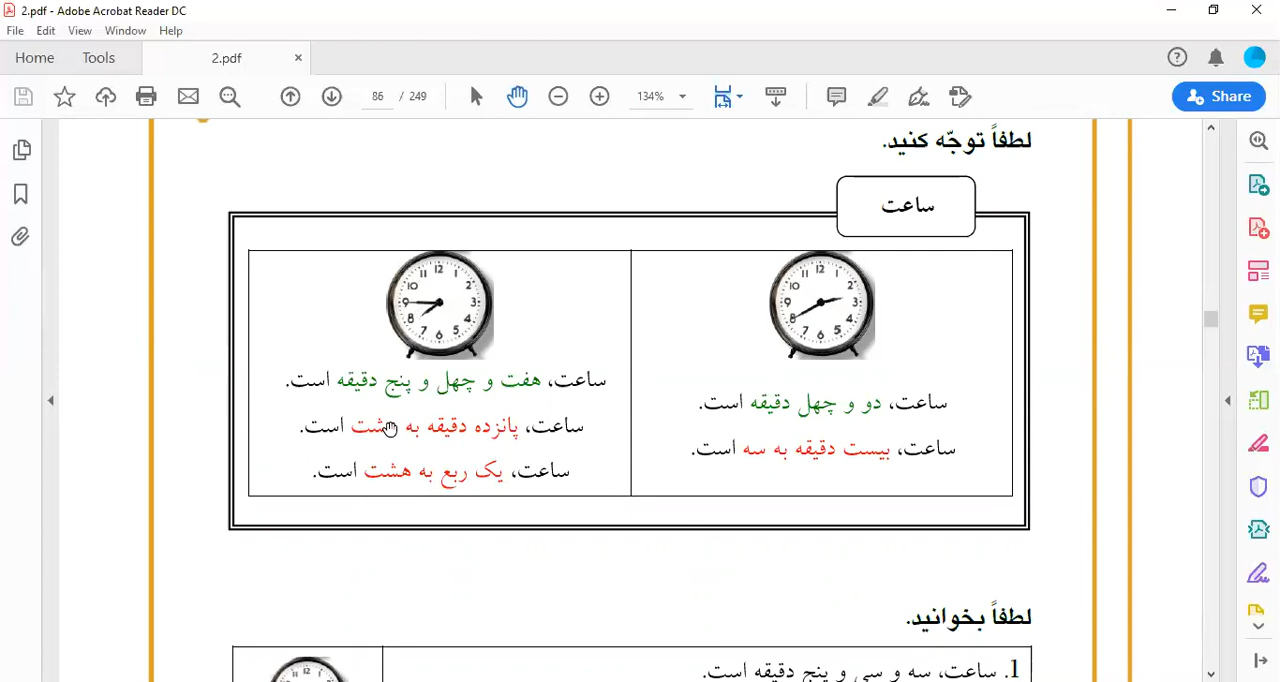 2.pdf - Adobe Acrobat Reader DC
File Edit View Window Help
Home Tools 2.pdf
86 / 249 134% Share
لطفاً توجّه کنید.
ساعت
ساعت، دو و چهل دقیقه است.
ساعت، بیست دقیقه به سه است.
ساعت، هفت و چهل و پنج دقیقه است.
ساعت، پانزده دقیقه به هشت است.
ساعت، یک ربع به هشت است.
لطفاً بخوانید.
1. ساعت، سه و سی و پنج دقیقه است.